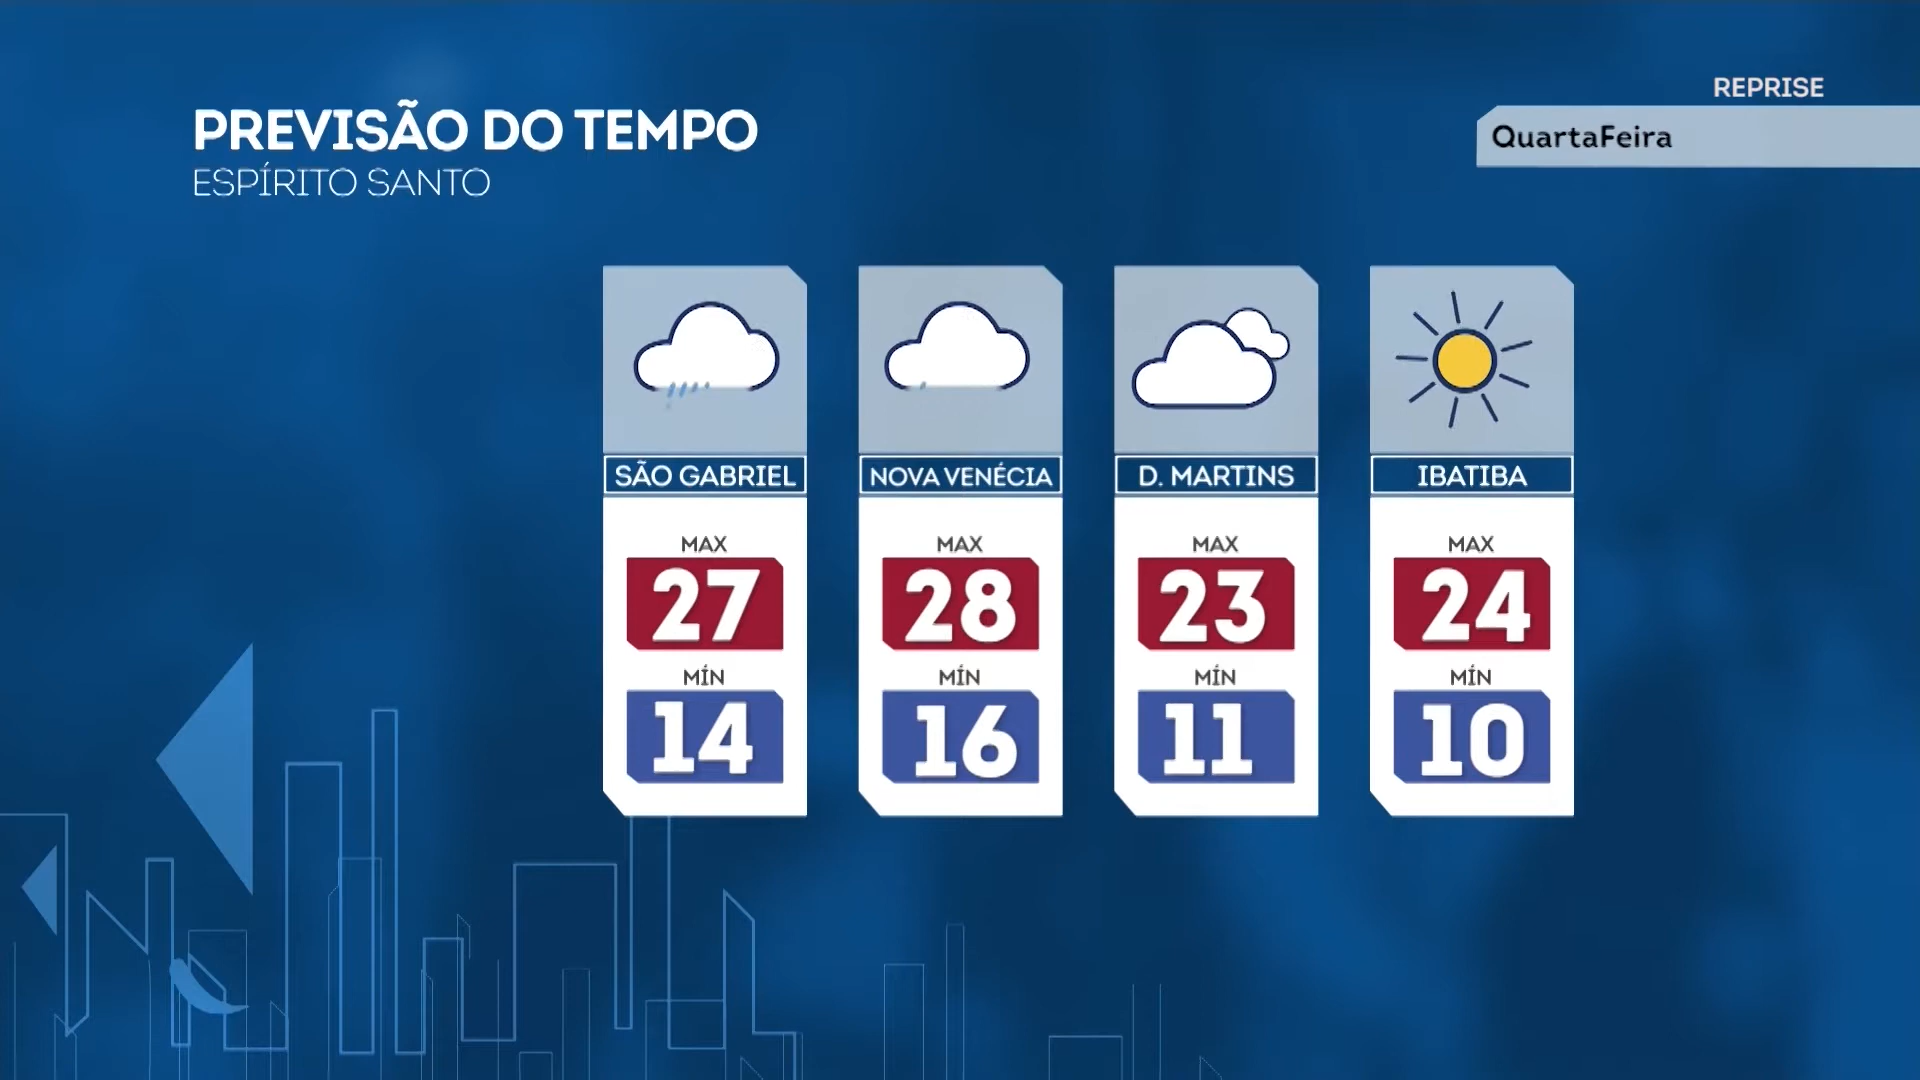 REPRISE
PREVISÃO DO TEMPO
QuartaFeira
ESPÍRITO SANTO
SÃO GABRIEL
MAX
27
MÍN
14
NOVA VENÉCIA
MAX
28
MÍN
16
D. MARTINS
MAX
23
MÍN
11
IBATIBA
MAX
24
MÍN
10